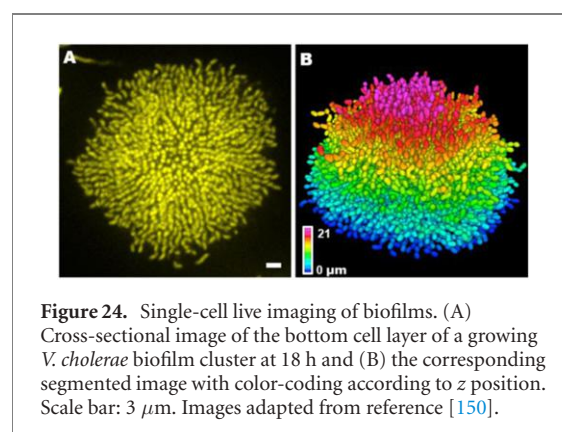 A
B
21
0 μm
Figure 24. Single-cell live imaging of biofilms. (A)
Cross-sectional image of the bottom cell layer of a growing
V. cholerae biofilm cluster at 18 h and (B) the corresponding
segmented image with color-coding according to z position.
Scale bar: 3 μm. Images adapted from reference [150].